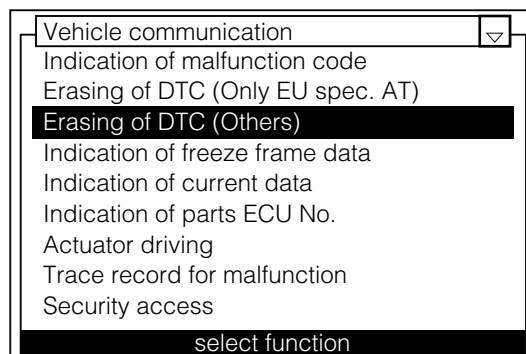 Vehicle communication
Indication of malfunction code
Erasing of DTC (Only EU spec. AT)
Erasing of DTC (Others)
Indication of freeze frame data
Indication of current data
Indication of parts ECU No.
Actuator driving
Trace record for malfunction
Security access
select function